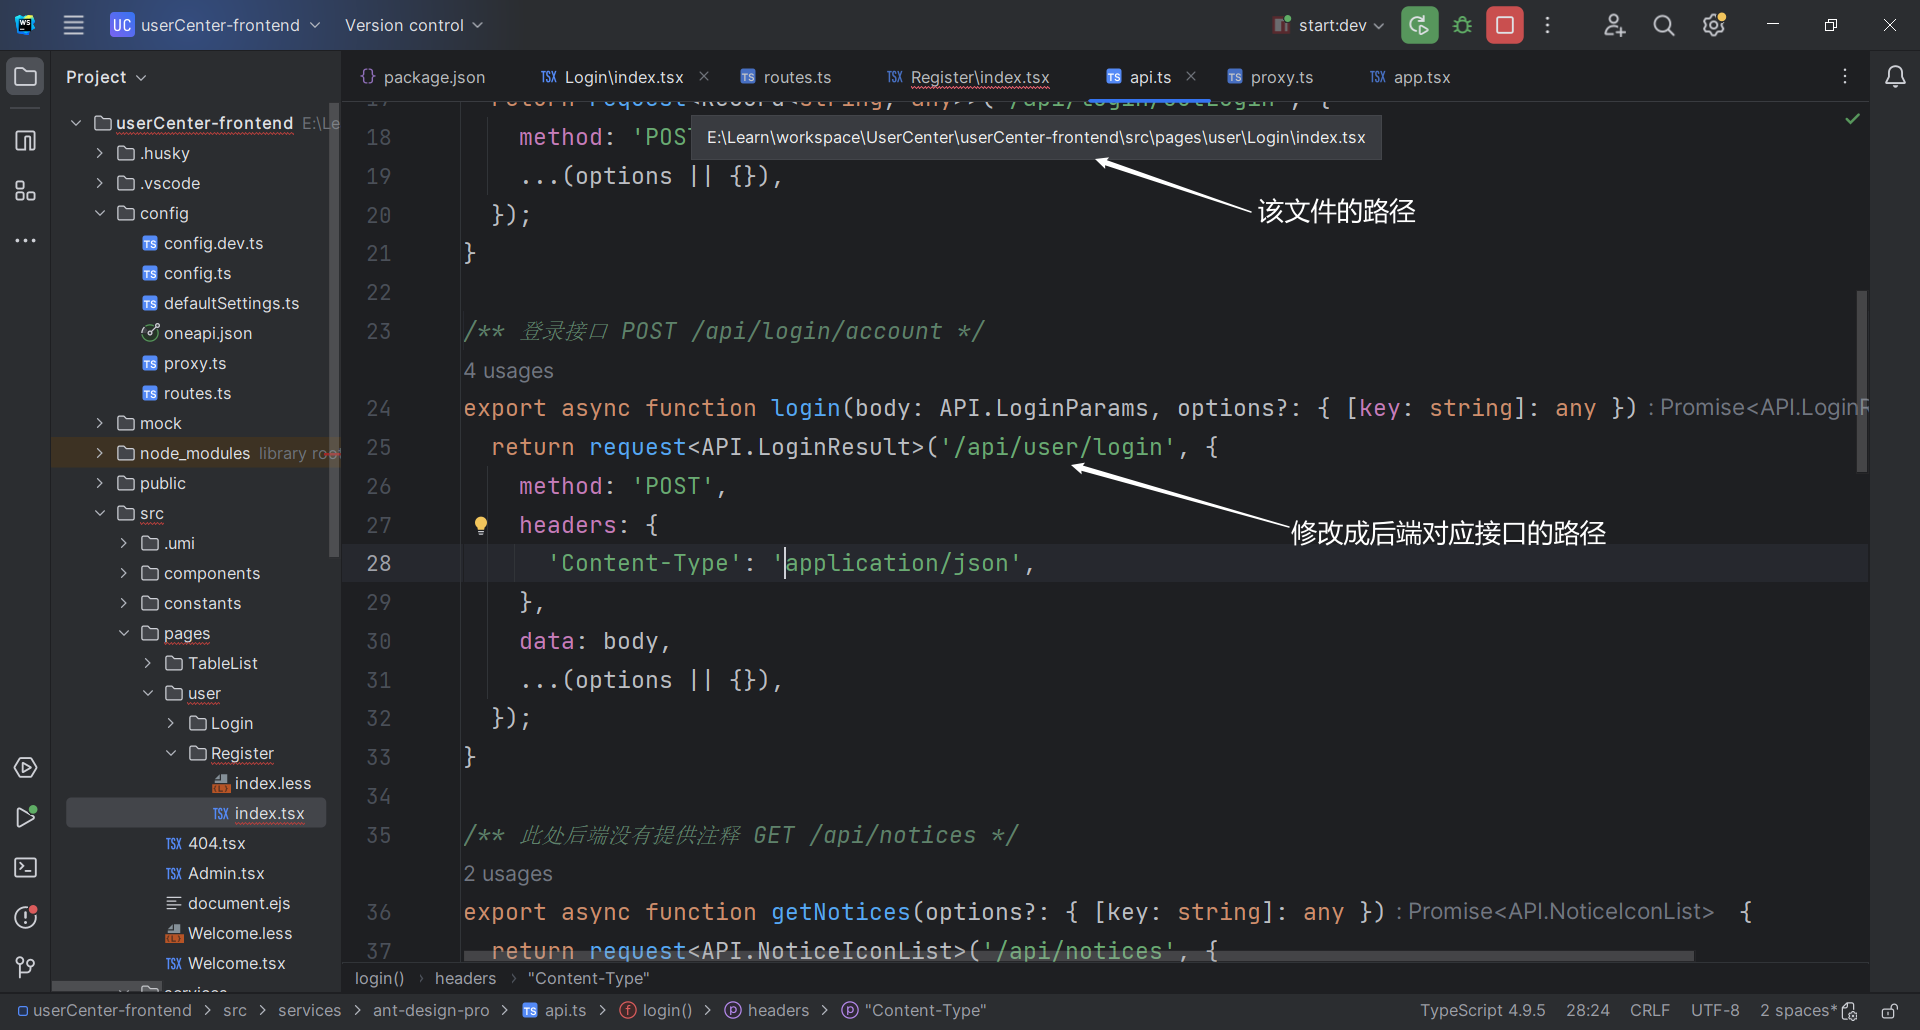 UC userCenter-frontend Version control start:dev
Project package.json Login\index.tsx routes.ts Register\index.tsx api.ts proxy.ts app.tsx
userCenter-frontend E:\Le
.husky
.vscode
config
config.dev.ts
config.ts
defaultSettings.ts
oneapi.json
proxy.ts
routes.ts
mock
node_modules library root
public
src
.umi
components
constants
pages
TableList
user
Login
Register
index.less
index.tsx
404.tsx
Admin.tsx
document.ejs
Welcome.less
Welcome.tsx
services
17 return request<Record<string, any>>('/api/login/outLogin', {
18 method: 'POST
E:\Learn\workspace\UserCenter\userCenter-frontend\src\pages\user\Login\index.tsx
19 ...(options || {}),
该文件的路径
20 });
21 }
22
23 /** 登录接口 POST /api/login/account */
4 usages
24 export async function login(body: API.LoginParams, options?: { [key: string]: any }) : Promise<API.LoginR
25 return request<API.LoginResult>('/api/user/login', {
26 method: 'POST',
27 headers: {
修改成后端对应接口的路径
28 'Content-Type': 'application/json',
29 },
30 data: body,
31 ...(options || {}),
32 });
33 }
34
35 /** 此处后端没有提供注释 GET /api/notices */
2 usages
36 export async function getNotices(options?: { [key: string]: any }) : Promise<API.NoticeIconList> {
37 return request<API.NoticeIconList>('/api/notices', {
login() headers "Content-Type"
userCenter-frontend src services ant-design-pro api.ts login() headers "Content-Type" TypeScript 4.9.5 28:24 CRLF UTF-8 2 spaces*